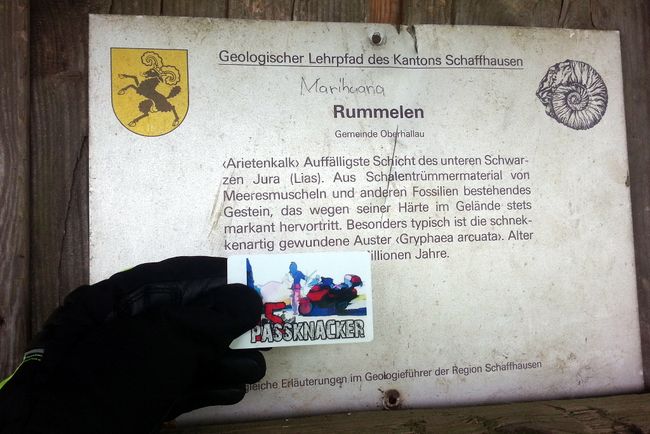 Geologischer Lehrpfad des Kantons Schaffhausen
Marihuana
Rummelen
Gemeinde Oberhallau
‹Arietenkalk› Auffälligste Schicht des unteren Schwar-
zen Jura (Lias). Aus Schalentrümmermaterial von
Meeresmuscheln und anderen Fossilien bestehendes
Gestein, das wegen seiner Härte im Gelände stets
markant hervortritt. Besonders typisch ist die schnek-
kenartig gewundene Auster ‹Gryphaea arcuata›. Alter
Millionen Jahre.
PASSKNACKER
Erläuterungen im Geologieführer der Region Schaffhausen